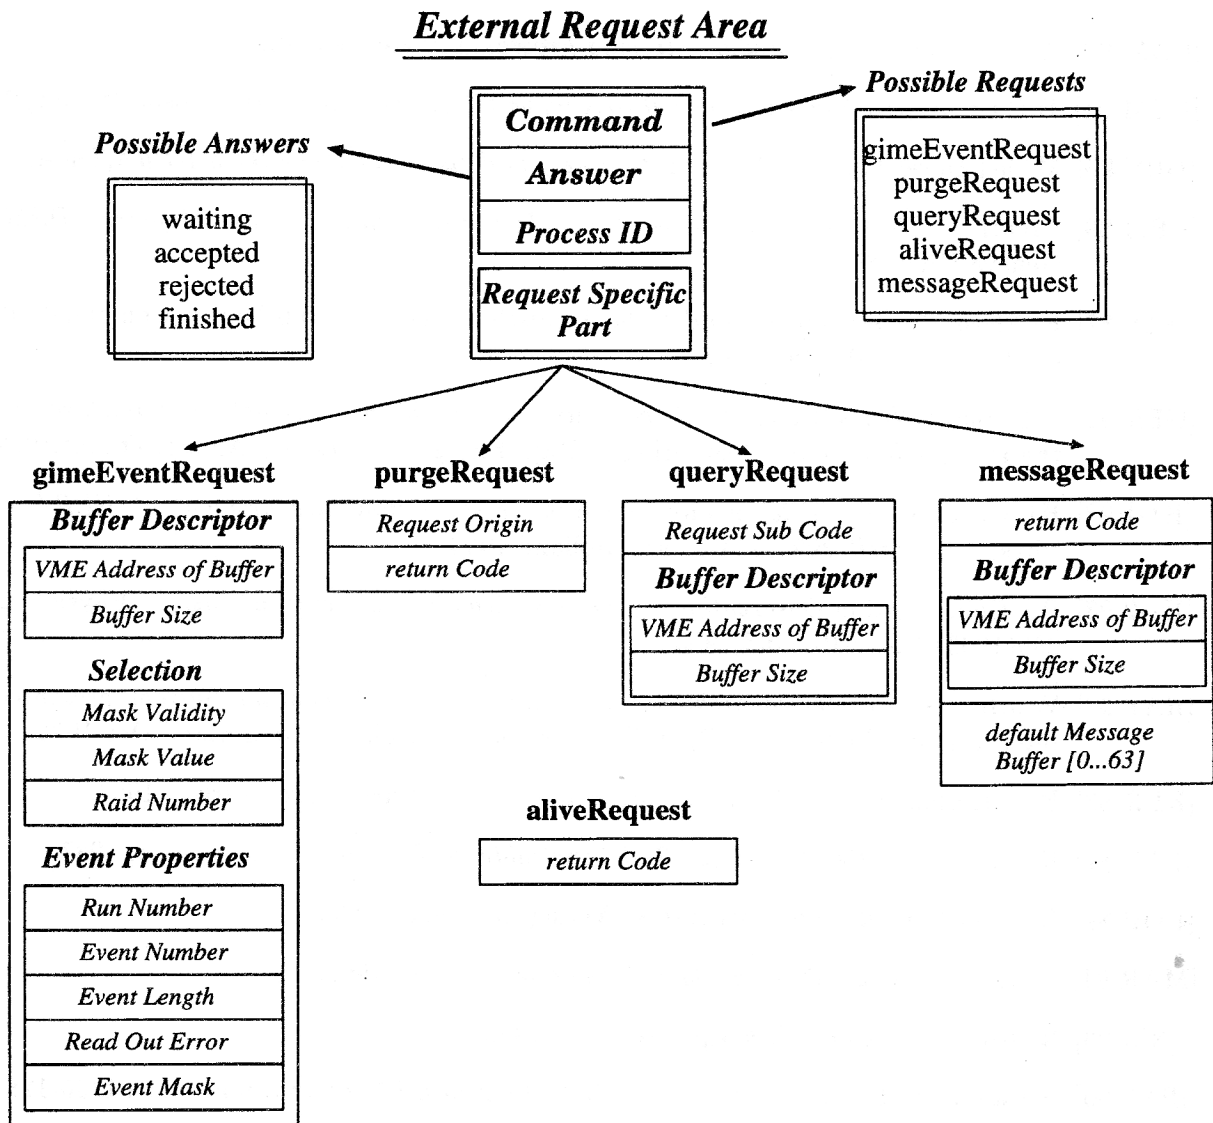 External Request Area
Possible Requests
Command
Answer
Process ID
Request Specific
Part
Possible Answers
waiting
accepted
rejected
finished
gimeEventRequest
purgeRequest
queryRequest
aliveRequest
messageRequest
gimeEventRequest
Buffer Descriptor
VME Address of Buffer
Buffer Size
Selection
Mask Validity
Mask Value
Raid Number
Event Properties
Run Number
Event Number
Event Length
Read Out Error
Event Mask
purgeRequest
Request Origin
return Code
queryRequest
Request Sub Code
Buffer Descriptor
VME Address of Buffer
Buffer Size
messageRequest
return Code
Buffer Descriptor
VME Address of Buffer
Buffer Size
default Message
Buffer [0...63]
aliveRequest
return Code